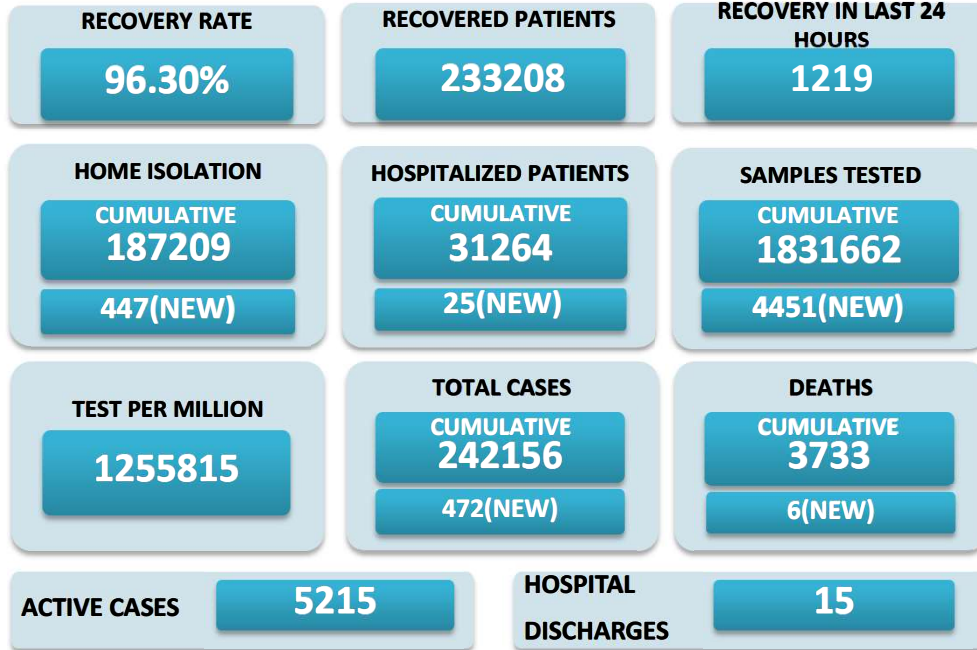 RECOVERY RATE
96.30%
RECOVERED PATIENTS
233208
RECOVERY IN LAST 24
HOURS
1219
HOME ISOLATION
CUMULATIVE
187209
447(NEW)
HOSPITALIZED PATIENTS
CUMULATIVE
31264
25(NEW)
SAMPLES TESTED
CUMULATIVE
1831662
4451(NEW)
TEST PER MILLION
1255815
TOTAL CASES
CUMULATIVE
242156
472(NEW)
DEATHS
CUMULATIVE
3733
6(NEW)
ACTIVE CASES
5215
HOSPITAL
DISCHARGES
15